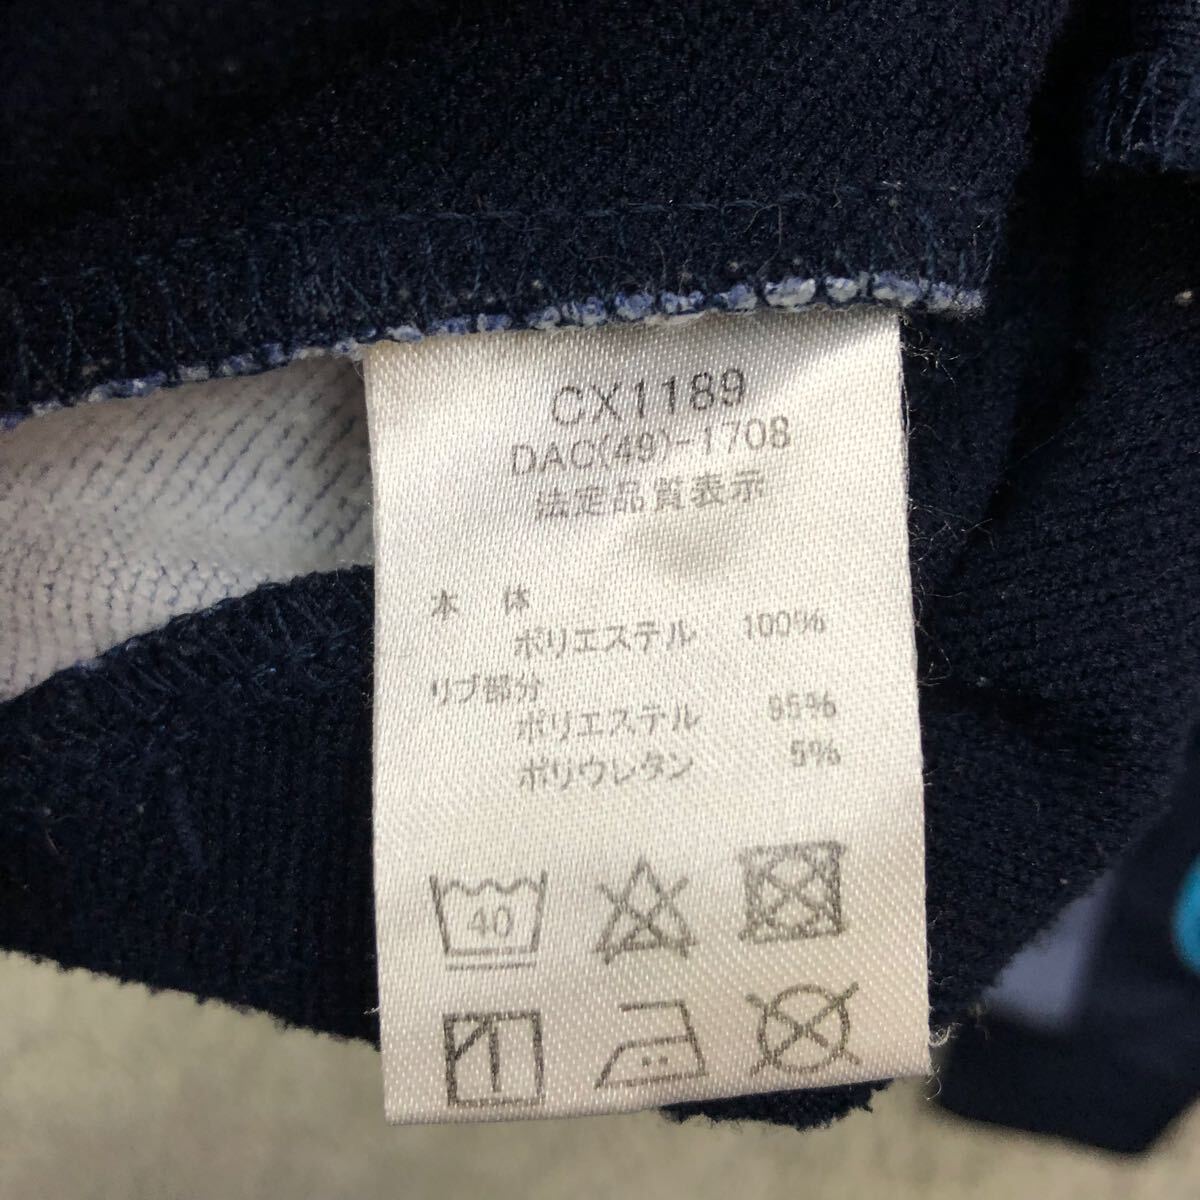 CX1189
DAC(49)-1708
法定品質表示
本 体
ポリエステル 100%
リブ部分
ポリエステル 95%
ポリウレタン 5%
40